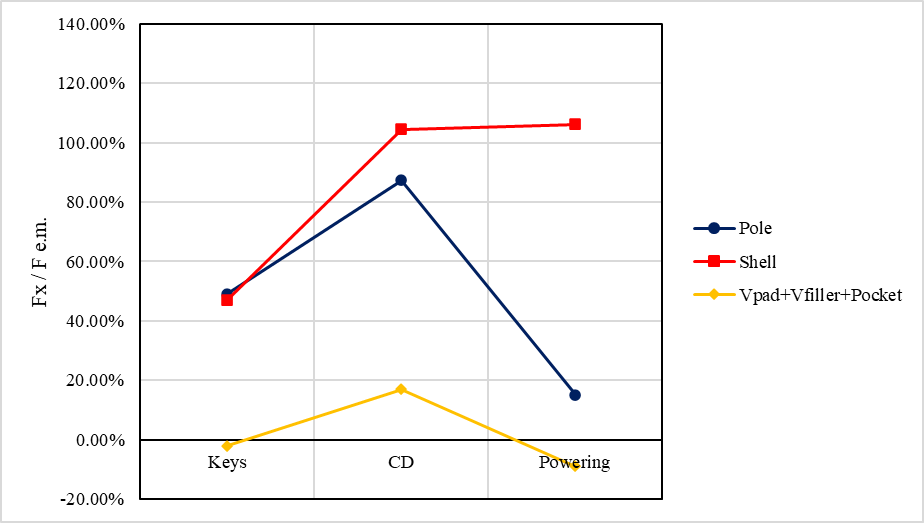 140.00%
120.00%
100.00%
80.00%
60.00%
40.00%
20.00%
0.00%
-20.00%
Fx / F e.m.
Keys
CD
Powering
Pole
Shell
Vpad+Vfiller+Pocket